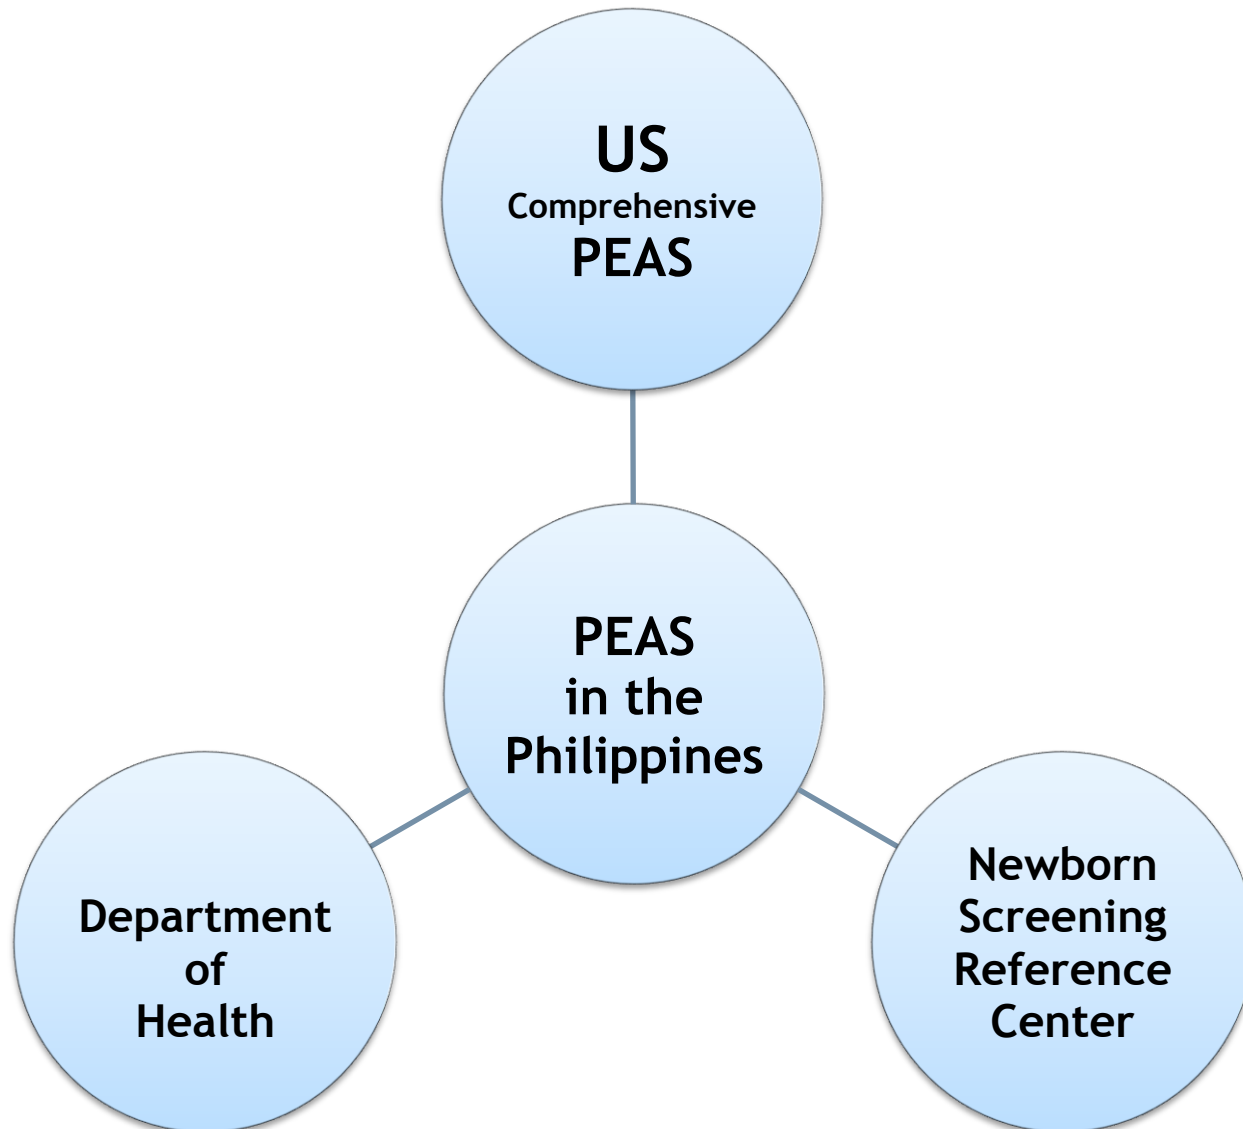 US
Comprehensive
PEAS
PEAS
in the
Philippines
Department
of
Health
Newborn
Screening
Reference
Center